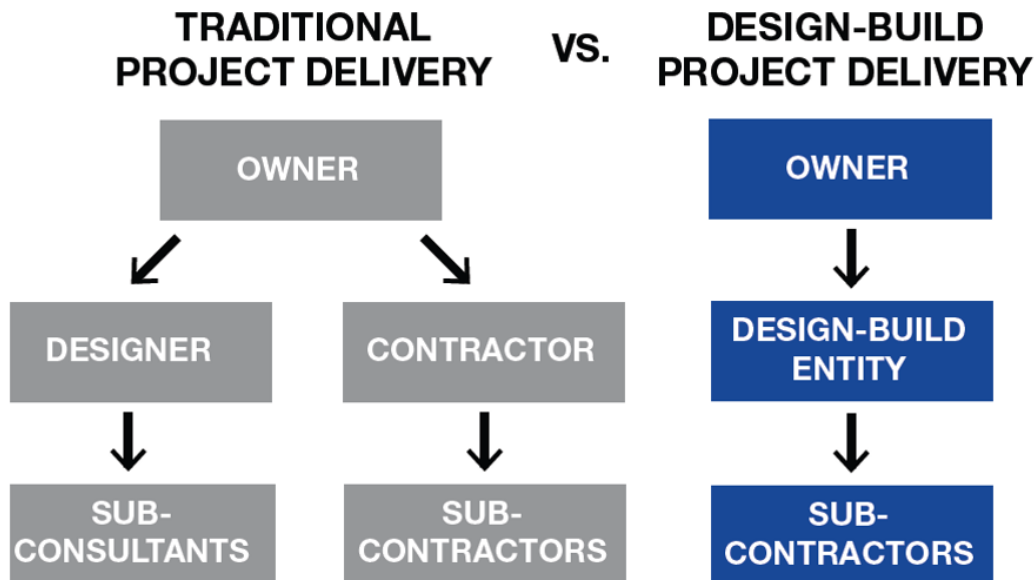 TRADITIONAL
PROJECT DELIVERY
VS.
DESIGN-BUILD
PROJECT DELIVERY
OWNER
DESIGNER
CONTRACTOR
SUB-
CONSULTANTS
SUB-
CONTRACTORS
OWNER
DESIGN-BUILD
ENTITY
SUB-
CONTRACTORS